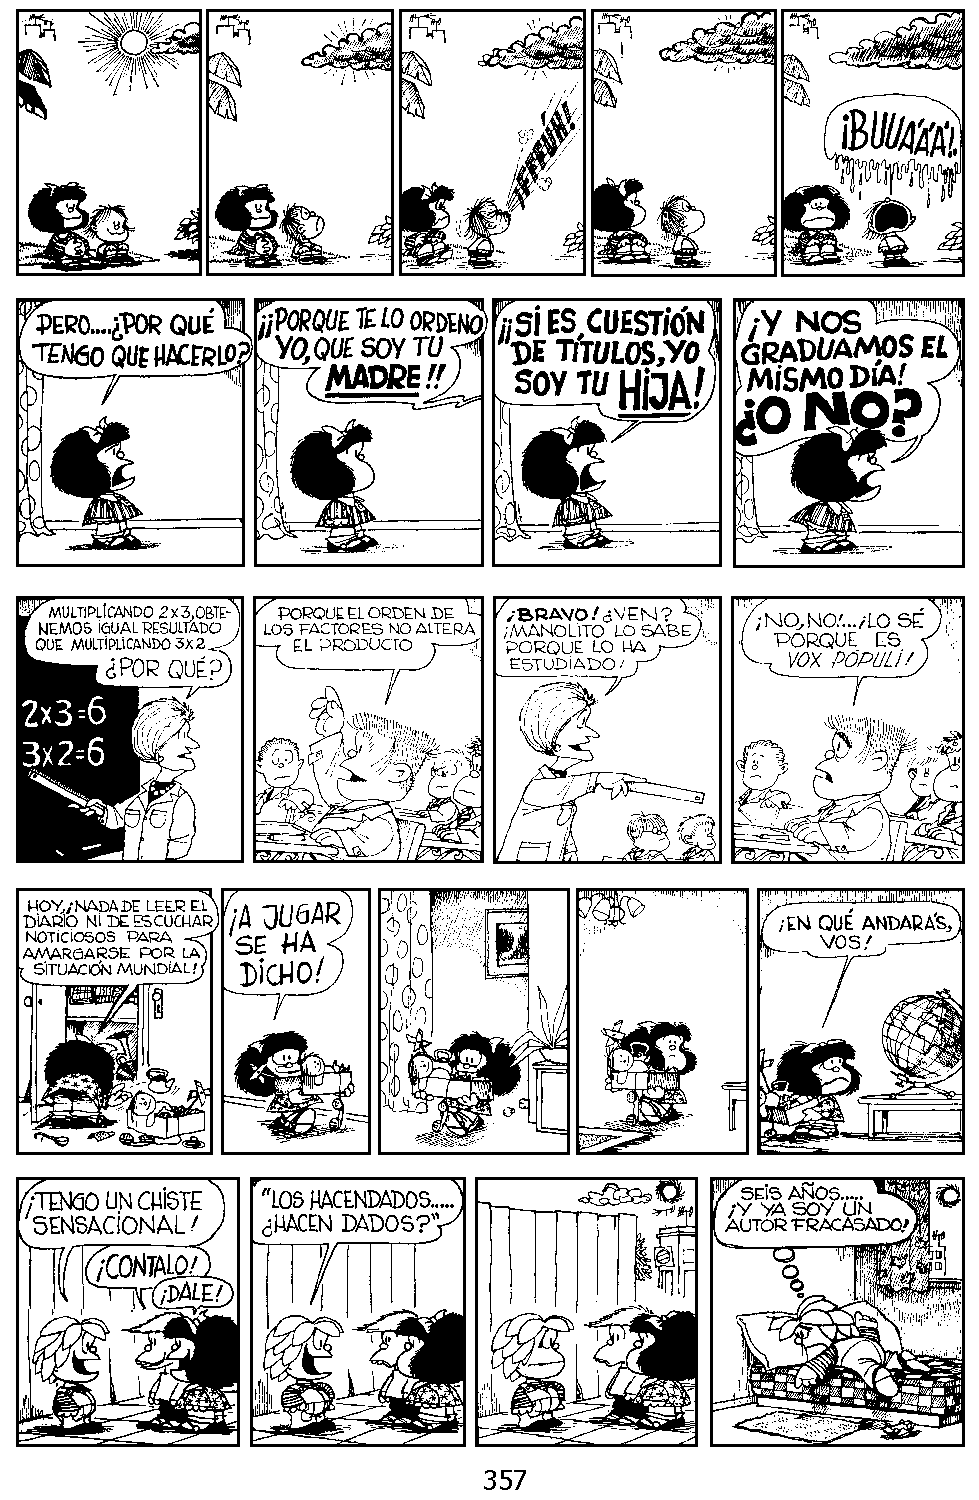 ¡FFFUÚN!
¡BUUAÁÁÁ!
PERO....¿POR QUÉ
TENGO QUE HACERLO?
¡¡PORQUE TE LO ORDENO
YO, QUE SOY TU
MADRE!!
¡¡SÍ ES CUESTIÓN
DE TÍTULOS, YO
SOY TU HIJA!
¡Y NOS
GRADUAMOS EL
MISMO DÍA!
¿O NO?
MULTIPLICANDO 2x3, OBTE-
NEMOS IGUAL RESULTADO
QUE MULTIPLICANDO 3x2
¿POR QUÉ?
2x3=6
3x2=6
PORQUE EL ORDEN DE
LOS FACTORES NO ALTERA
EL PRODUCTO
¡BRAVO! ¿VEN?
¡MANOLITO LO SABE
PORQUE LO HA
ESTUDIADO!
¡NO, NO!...¡LO SÉ
PORQUE ES
VOX PÓPULI!
HOY, ¡NADA DE LEER EL
DIARIO NI DE ESCUCHAR
NOTICIOSOS PARA
AMARGARSE POR LA
SITUACIÓN MUNDIAL!
¡A JUGAR
SE HA
DICHO!
¡EN QUÉ ANDARÁS,
VOS!
¡TENGO UN CHISTE
SENSACIONAL!
¡CONTALO!
¡DALE!
"LOS HACENDADOS.....
¿HACEN DADOS?"
SEIS AÑOS.....
¡Y YA SOY UN
AUTOR FRACASADO!
357